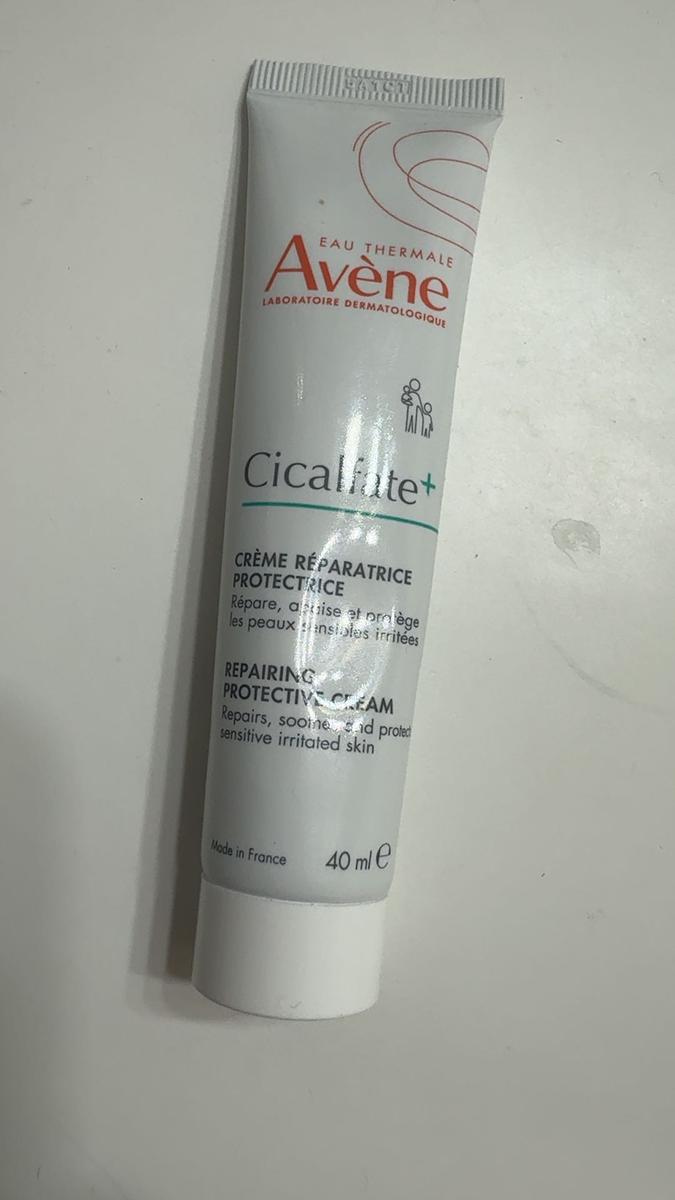 EAU THERMALE
Avène
LABORATOIRE DERMATOLOGIQUE
Cicalfate+
CRÈME RÉPARATRICE
PROTECTRICE
Répare, apaise et protège
les peaux sensibles irritées
REPAIRING
PROTECTIVE CREAM
Repairs, soothes and protect
sensitive irritated skin
Made in France
40 ml e